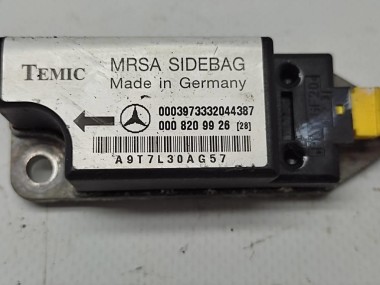 TEMIC
MRSA SIDEBAG
Made in Germany
0003973332044387
000 820 99 26 [28]
A9T7L30AG57